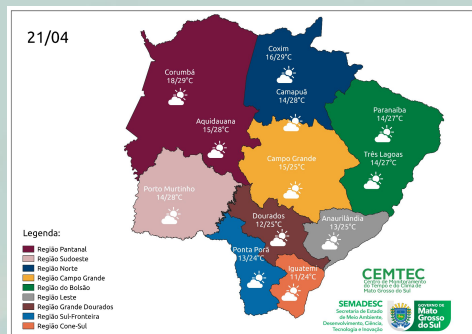 21/04
Coxim
16/29°C
Corumbá
18/29°C
Camapuã
14/28°C
Paranaíba
14/27°C
Aquidauana
15/28°C
Três Lagoas
14/27°C
Campo Grande
15/25°C
Porto Murtinho
14/28°C
Dourados
12/25°C
Anaurilândia
13/25°C
Ponta Porã
13/24°C
Iguatemi
11/24°C
Legenda:
Região Pantanal
Região Sudoeste
Região Norte
Região Campo Grande
Região do Bolsão
Região Leste
Região Grande Dourados
Região Sul-Fronteira
Região Cone-Sul
CEMTEC
Centro de Monitoramento
do Tempo e do Clima de
Mato Grosso do Sul
SEMADESC
Secretaria de Estado
de Meio Ambiente,
Desenvolvimento, Ciência,
Tecnologia e Inovação
GOVERNO DE
Mato
Grosso
do Sul